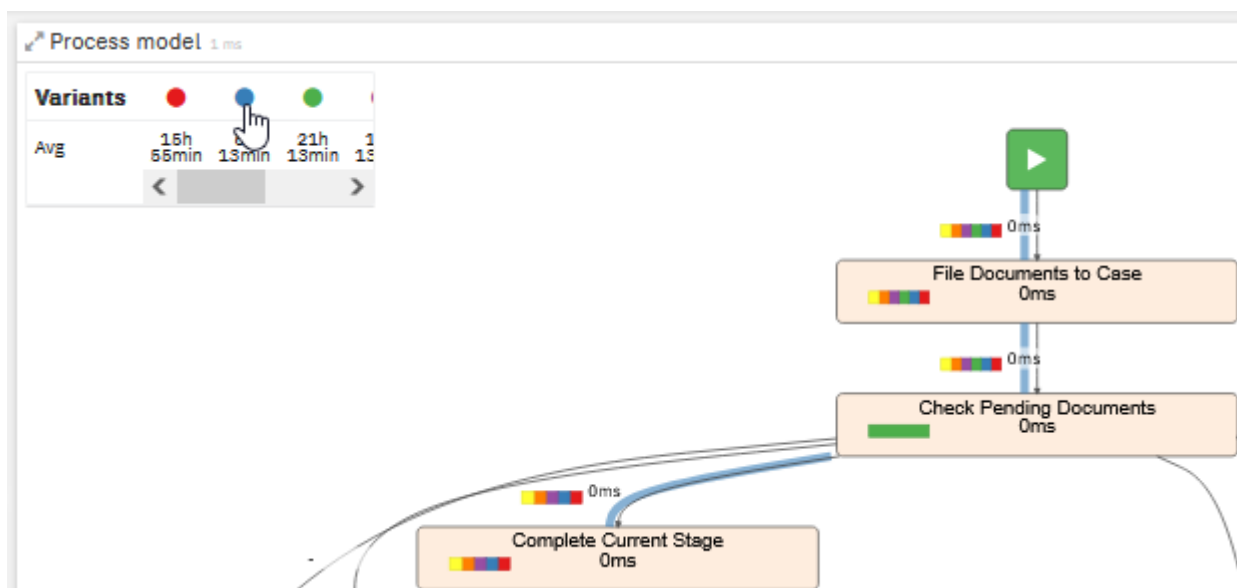 Process model 1 ms
Variants
Avg
15h
55min
13min
21h
13min
0ms
File Documents to Case
0ms
0ms
Check Pending Documents
0ms
0ms
Complete Current Stage
0ms
-